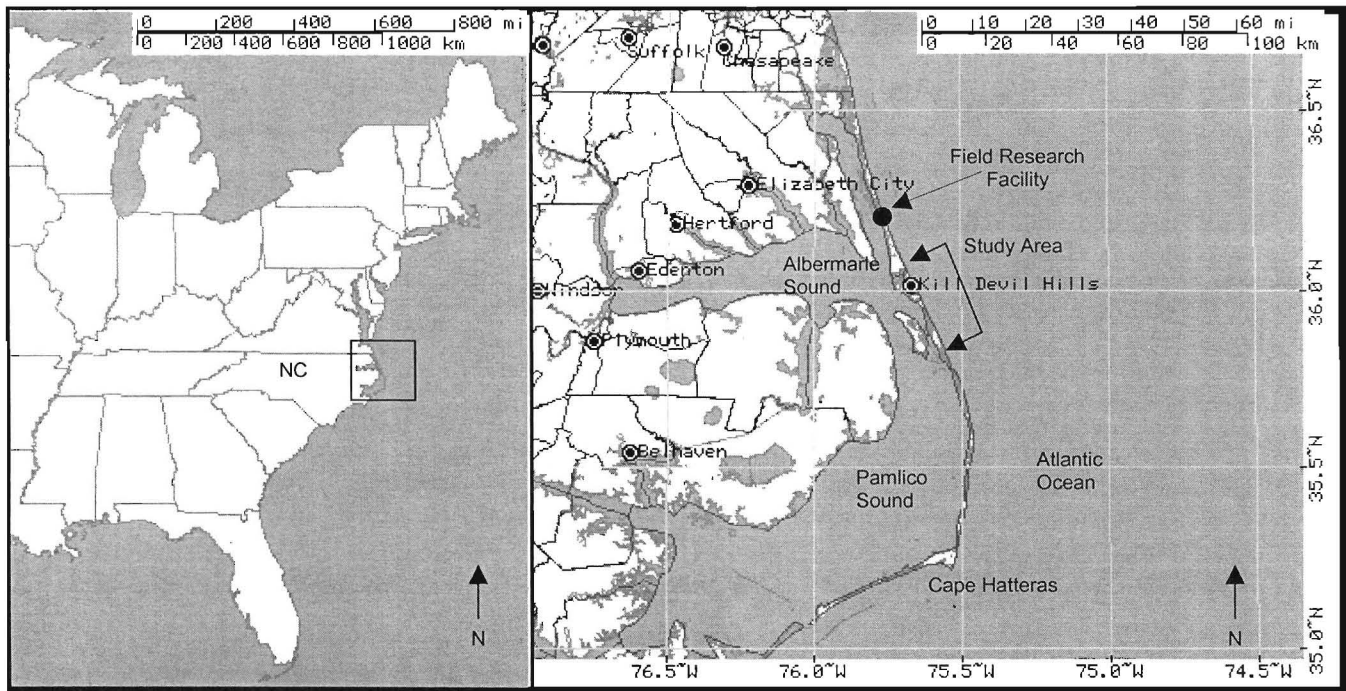 0 200 400 600 800 mi
0 200 400 600 800 1000 km
NC
N
0 10 20 30 40 50 60 mi
0 20 40 60 80 100 km
Suffolk
Chasapeake
36.5~N
Field Research
Facility
Elizabeth City
Hertford
Study Area
Edenton
Albermarle
Sound
Kill Devil Hills
Windsor
36.0~N
Plymouth
Belhaven
Pamlico
Sound
Atlantic
Ocean
35.5~N
Cape Hatteras
N
35.0~N
76.5~W 76.0~W 75.5~W 75.0~W 74.5~W